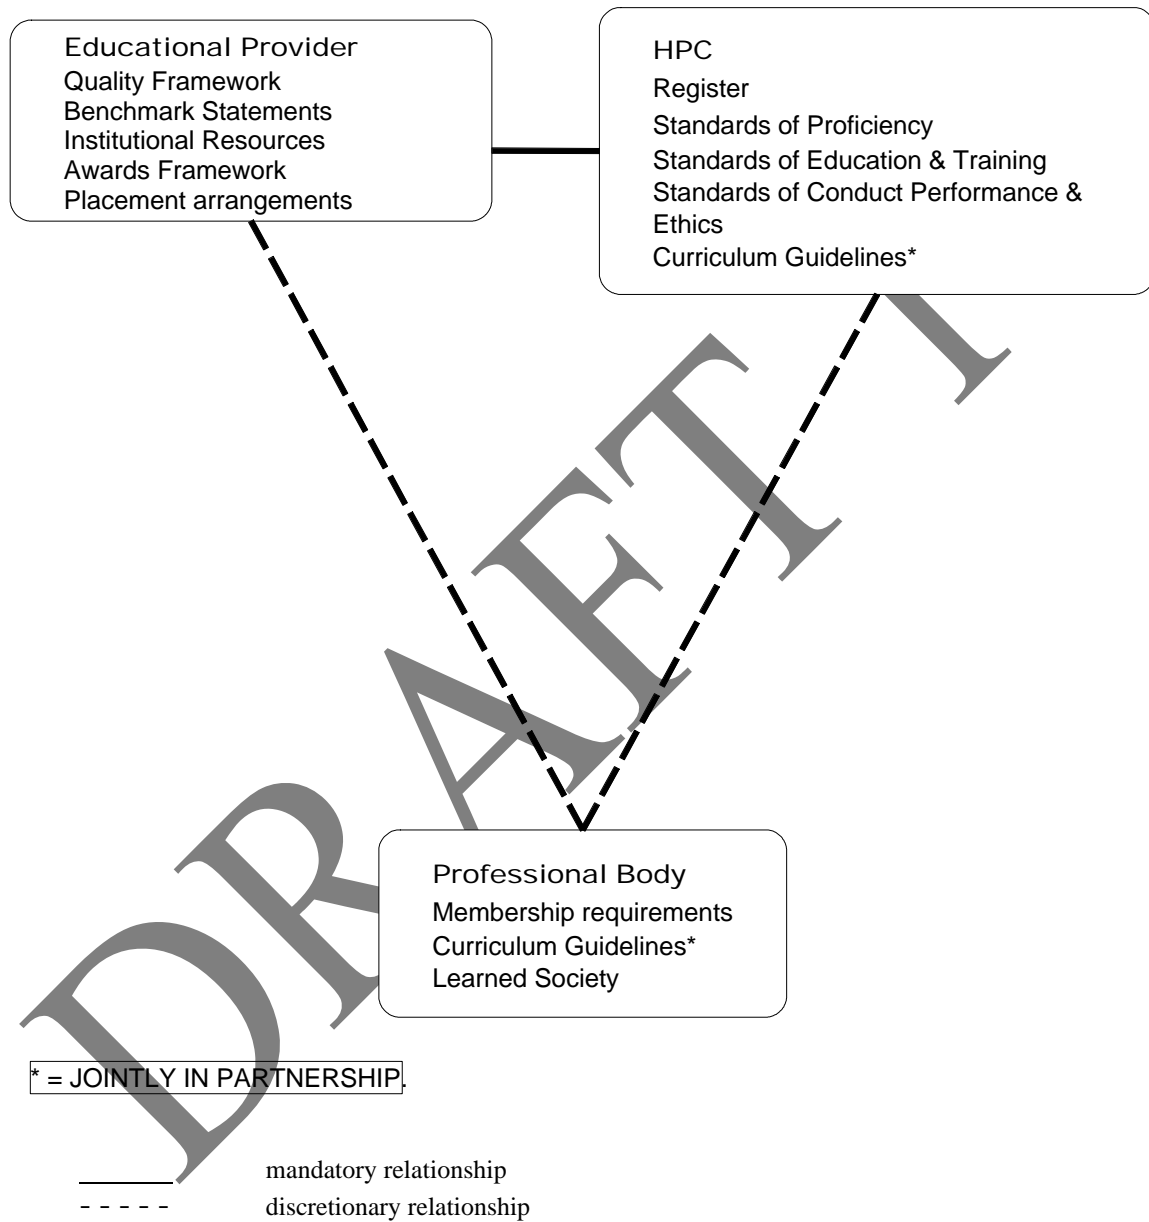 Educational Provider
Quality Framework
Benchmark Statements
Institutional Resources
Awards Framework
Placement arrangements
HPC
Register
Standards of Proficiency
Standards of Education & Training
Standards of Conduct Performance &
Ethics
Curriculum Guidelines*
DRAFT 1
Professional Body
Membership requirements
Curriculum Guidelines*
Learned Society
* = JOINTLY IN PARTNERSHIP.
mandatory relationship
discretionary relationship